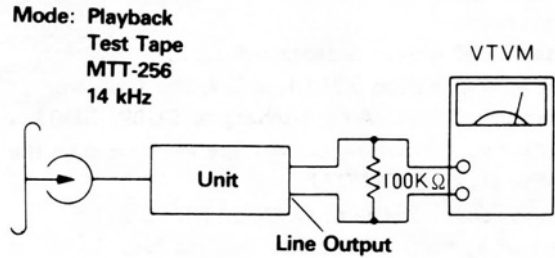 Mode: Playback
Test Tape
MTT-256
14 kHz
VTVM
Unit
100KΩ
Line Output